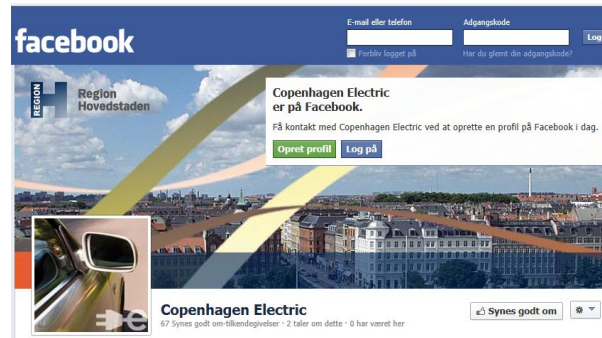 facebook
E-mail eller telefon
Adgangskode
Log
Forbliv logget på
Har du glemt din adgangskode?
REGION
H
Region
Hovedstaden
Copenhagen Electric
er på Facebook.
Få kontakt med Copenhagen Electric ved at oprette en profil på Facebook i dag.
Opret profil
Log på
Copenhagen Electric
67 Synes godt om-tilkendegivelser · 2 taler om dette · 0 har været her
Synes godt om